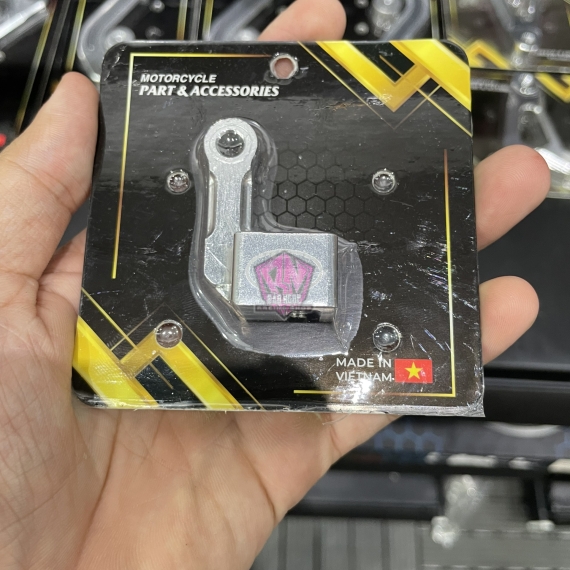 MOTORCYCLE
PART & ACCESSORIES
MADE IN
VIETNAM